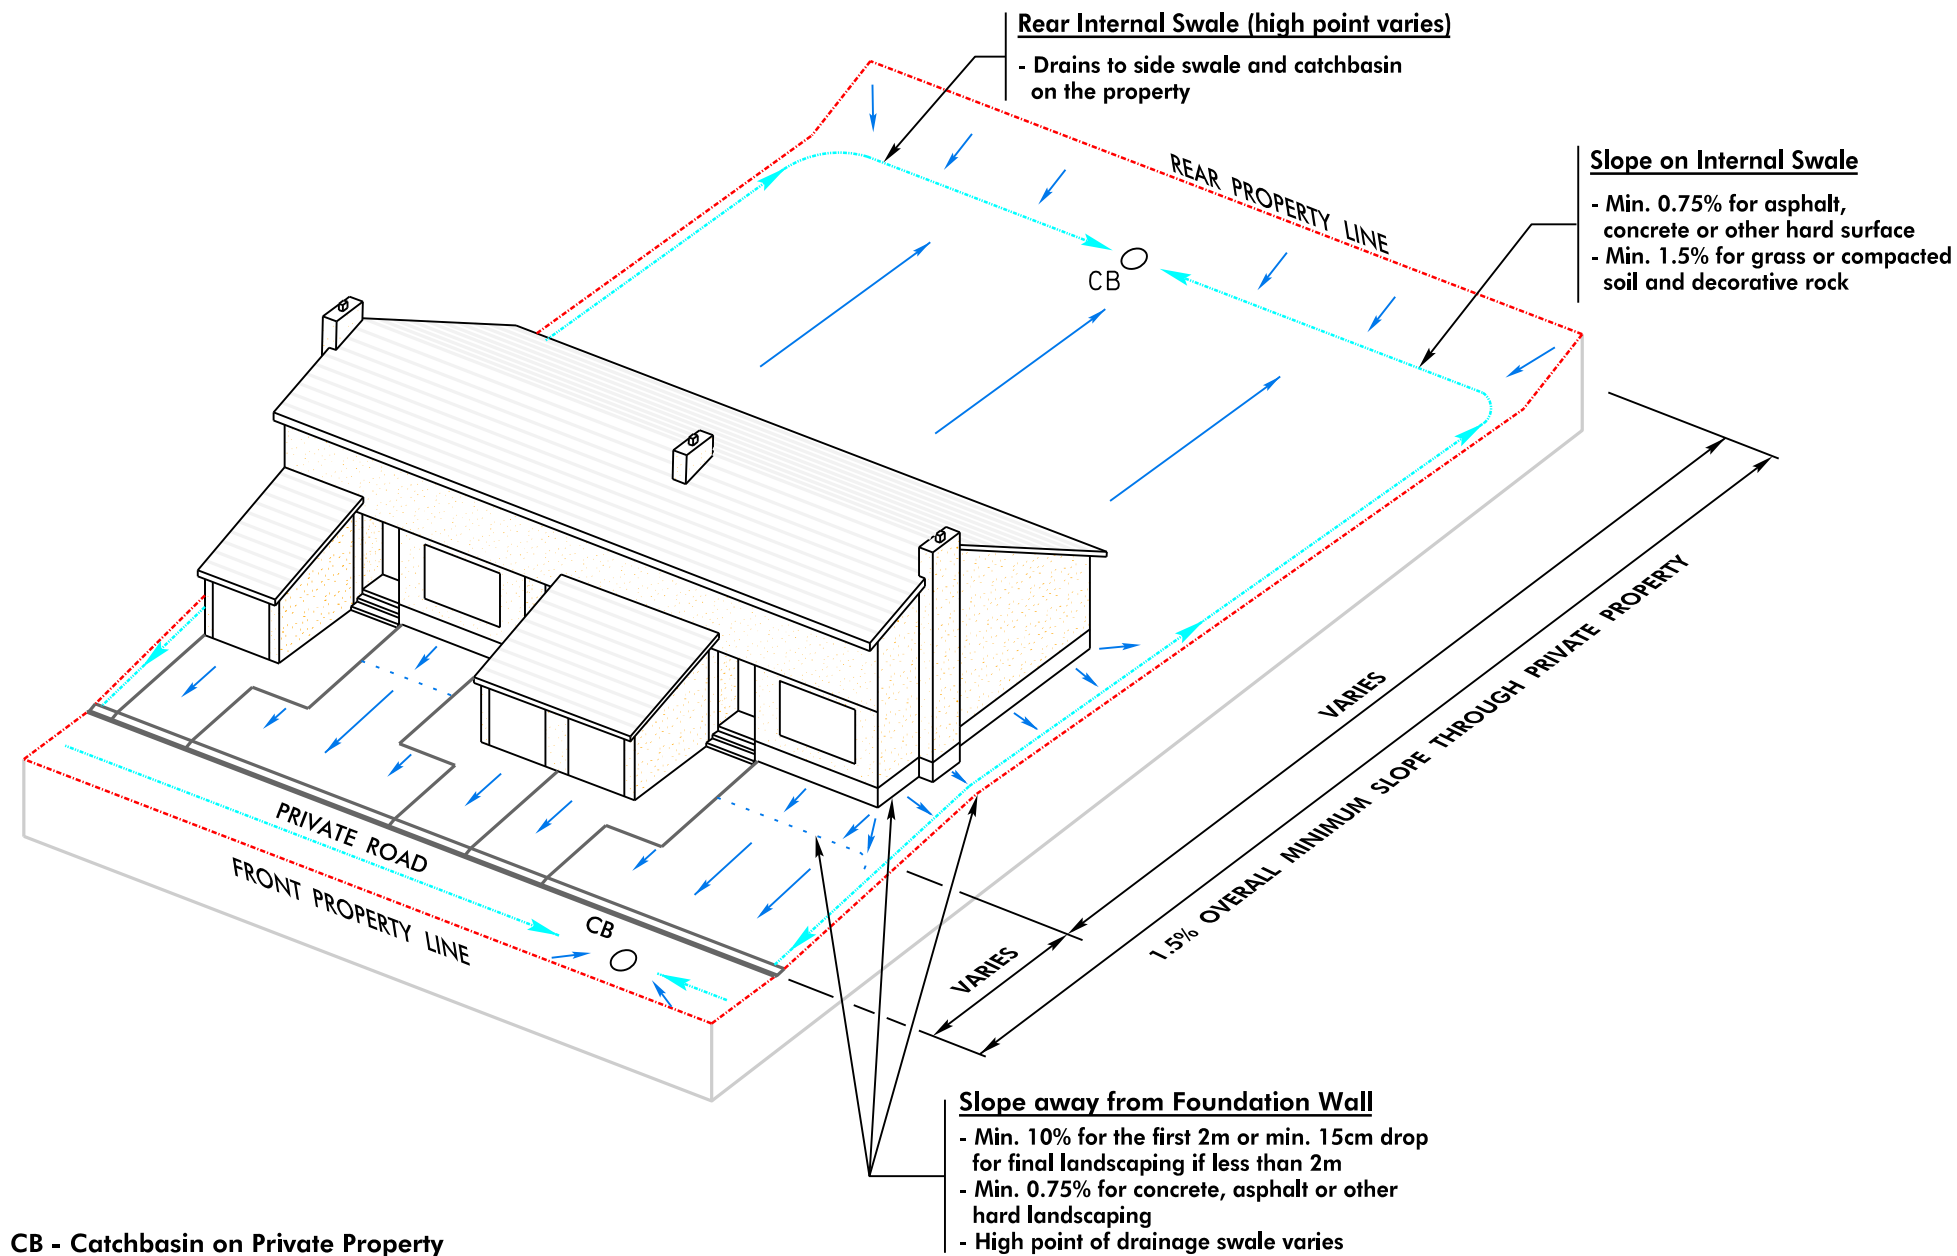 Rear Internal Swale (high point varies)
- Drains to side swale and catchbasin
on the property
REAR PROPERTY LINE
Slope on Internal Swale
- Min. 0.75% for asphalt,
concrete or other hard surface
- Min. 1.5% for grass or compacted
soil and decorative rock
CB
VARIES
1.5% OVERALL MINIMUM SLOPE THROUGH PRIVATE PROPERTY
PRIVATE ROAD
FRONT PROPERTY LINE
CB
VARIES
Slope away from Foundation Wall
- Min. 10% for the first 2m or min. 15cm drop
for final landscaping if less than 2m
- Min. 0.75% for concrete, asphalt or other
hard landscaping
- High point of drainage swale varies
CB - Catchbasin on Private Property